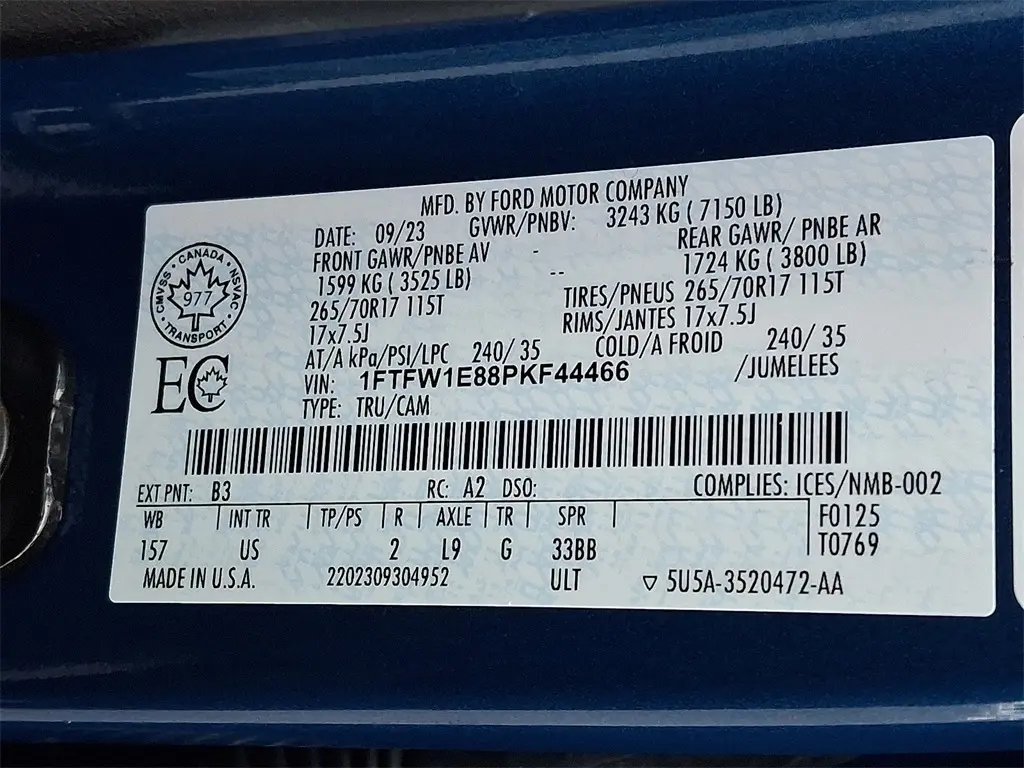 MFD. BY FORD MOTOR COMPANY
DATE: 09/23 GVWR/PNBV: 3243 KG ( 7150 LB)
FRONT GAWR/PNBE AV - REAR GAWR/ PNBE AR
1599 KG ( 3525 LB) -- 1724 KG ( 3800 LB)
265/70R17 115T TIRES/PNEUS 265/70R17 115T
17x7.5J RIMS/JANTES 17x7.5J
AT/A kPa/PSI/LPC 240/ 35 COLD/A FROID 240/ 35
VIN: 1FTFW1E88PKF44466 /JUMELEES
TYPE: TRU/CAM
CMVSS · CANADA · NSVAC
977
· TRANSPORT ·
EC
EXT PNT: B3 RC: A2 DSO: COMPLIES: ICES/NMB-002
WB INT TR TP/PS R AXLE TR SPR F0125
157 US 2 L9 G 33BB T0769
MADE IN U.S.A. 2202309304952 ULT ▽ 5U5A-3520472-AA